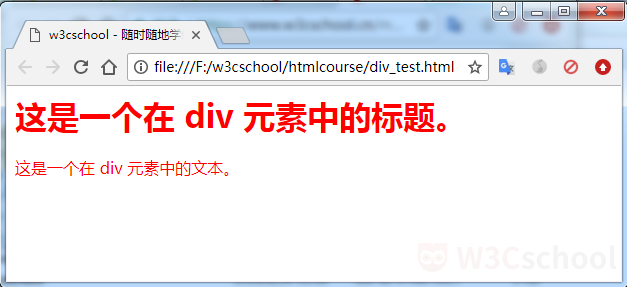 w3cschool - 随时随地学
file:///F:/w3cschool/htmlcourse/div_test.html
这是一个在 div 元素中的标题。
这是一个在 div 元素中的文本。
W3Cschool